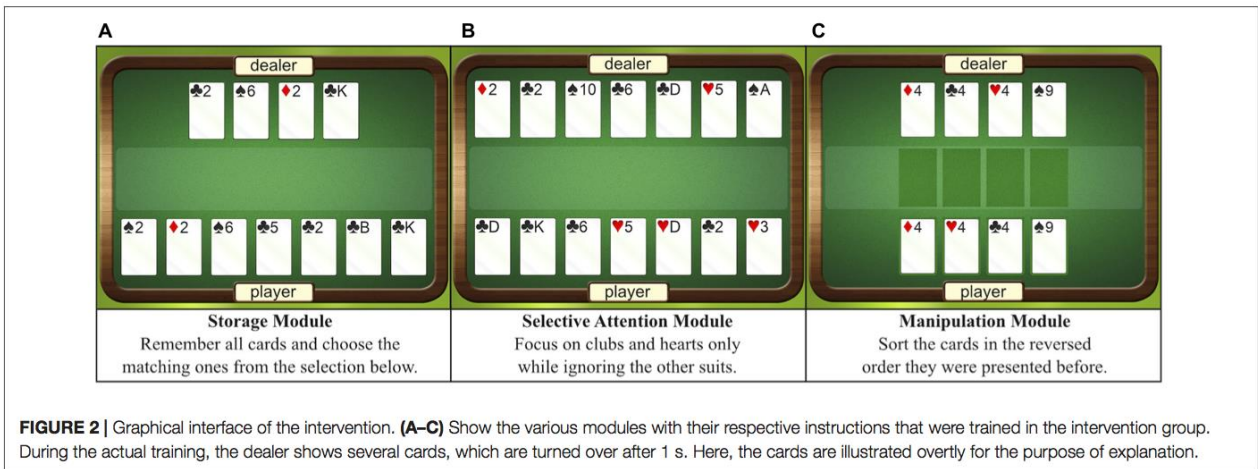 A
B
C
dealer
♣2 ♠6 ♦2 ♣K
♠2 ♦2 ♠6 ♣5 ♣2 ♣B ♣K
player
Storage Module
Remember all cards and choose the
matching ones from the selection below.
dealer
♦2 ♣2 ♠10 ♣6 ♣D ♥5 ♠A
♣D ♣K ♣6 ♥5 ♥D ♣2 ♥3
player
Selective Attention Module
Focus on clubs and hearts only
while ignoring the other suits.
dealer
♦4 ♣4 ♥4 ♠9
♦4 ♥4 ♣4 ♠9
player
Manipulation Module
Sort the cards in the reversed
order they were presented before.
FIGURE 2 | Graphical interface of the intervention. (A–C) Show the various modules with their respective instructions that were trained in the intervention group.
During the actual training, the dealer shows several cards, which are turned over after 1 s. Here, the cards are illustrated overtly for the purpose of explanation.